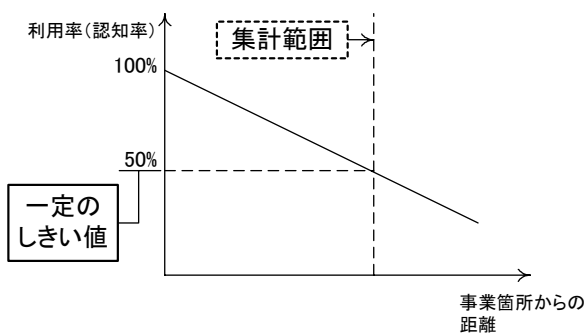 利用率(認知率)
集計範囲
100%
50%
一定の
しきい値
事業箇所からの
距離